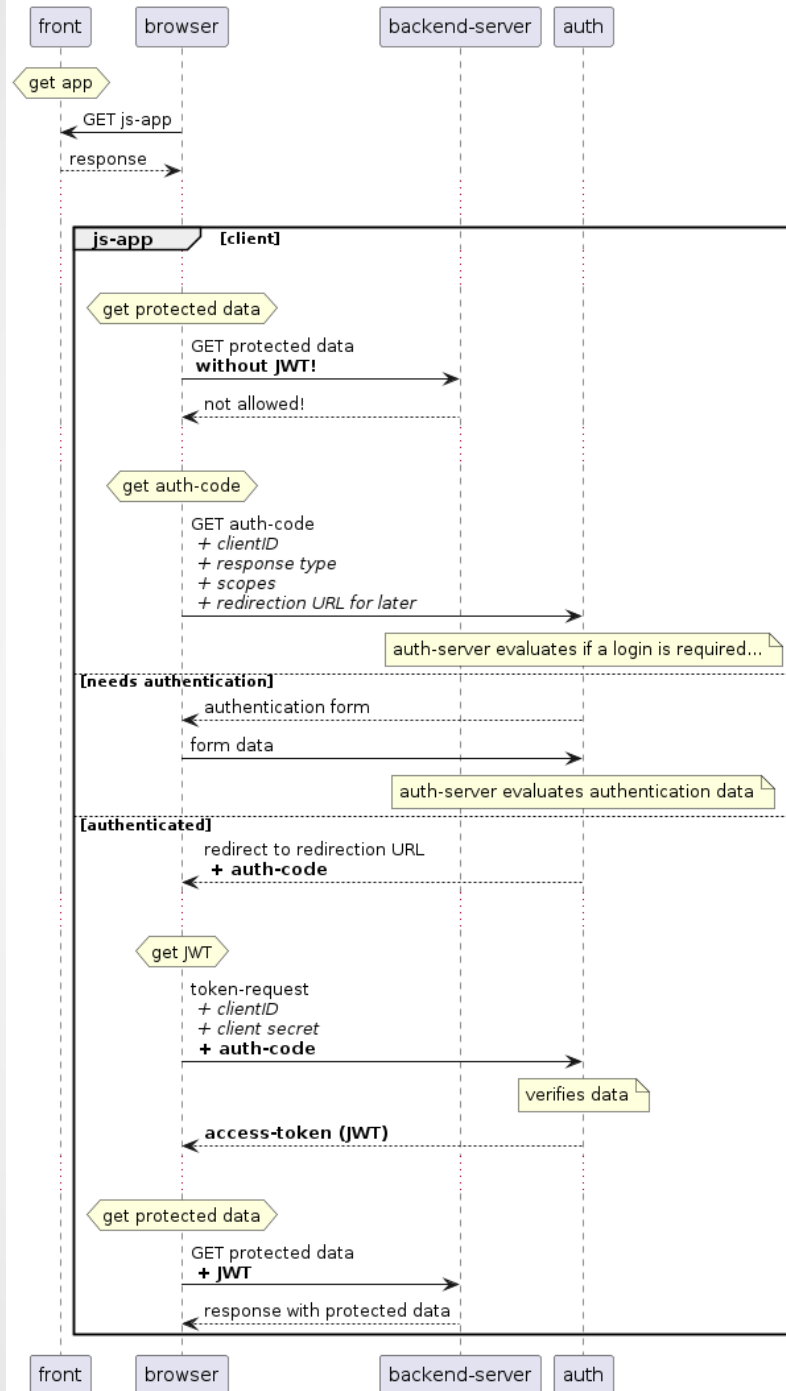 front browser backend-server auth
get app
GET js-app
response
js-app [client]
get protected data
GET protected data
without JWT!
not allowed!
get auth-code
GET auth-code
+ clientID
+ response type
+ scopes
+ redirection URL for later
auth-server evaluates if a login is required...
[needs authentication]
authentication form
form data
auth-server evaluates authentication data
[authenticated]
redirect to redirection URL
+ auth-code
get JWT
token-request
+ clientID
+ client secret
+ auth-code
verifies data
access-token (JWT)
get protected data
GET protected data
+ JWT
response with protected data
front browser backend-server auth